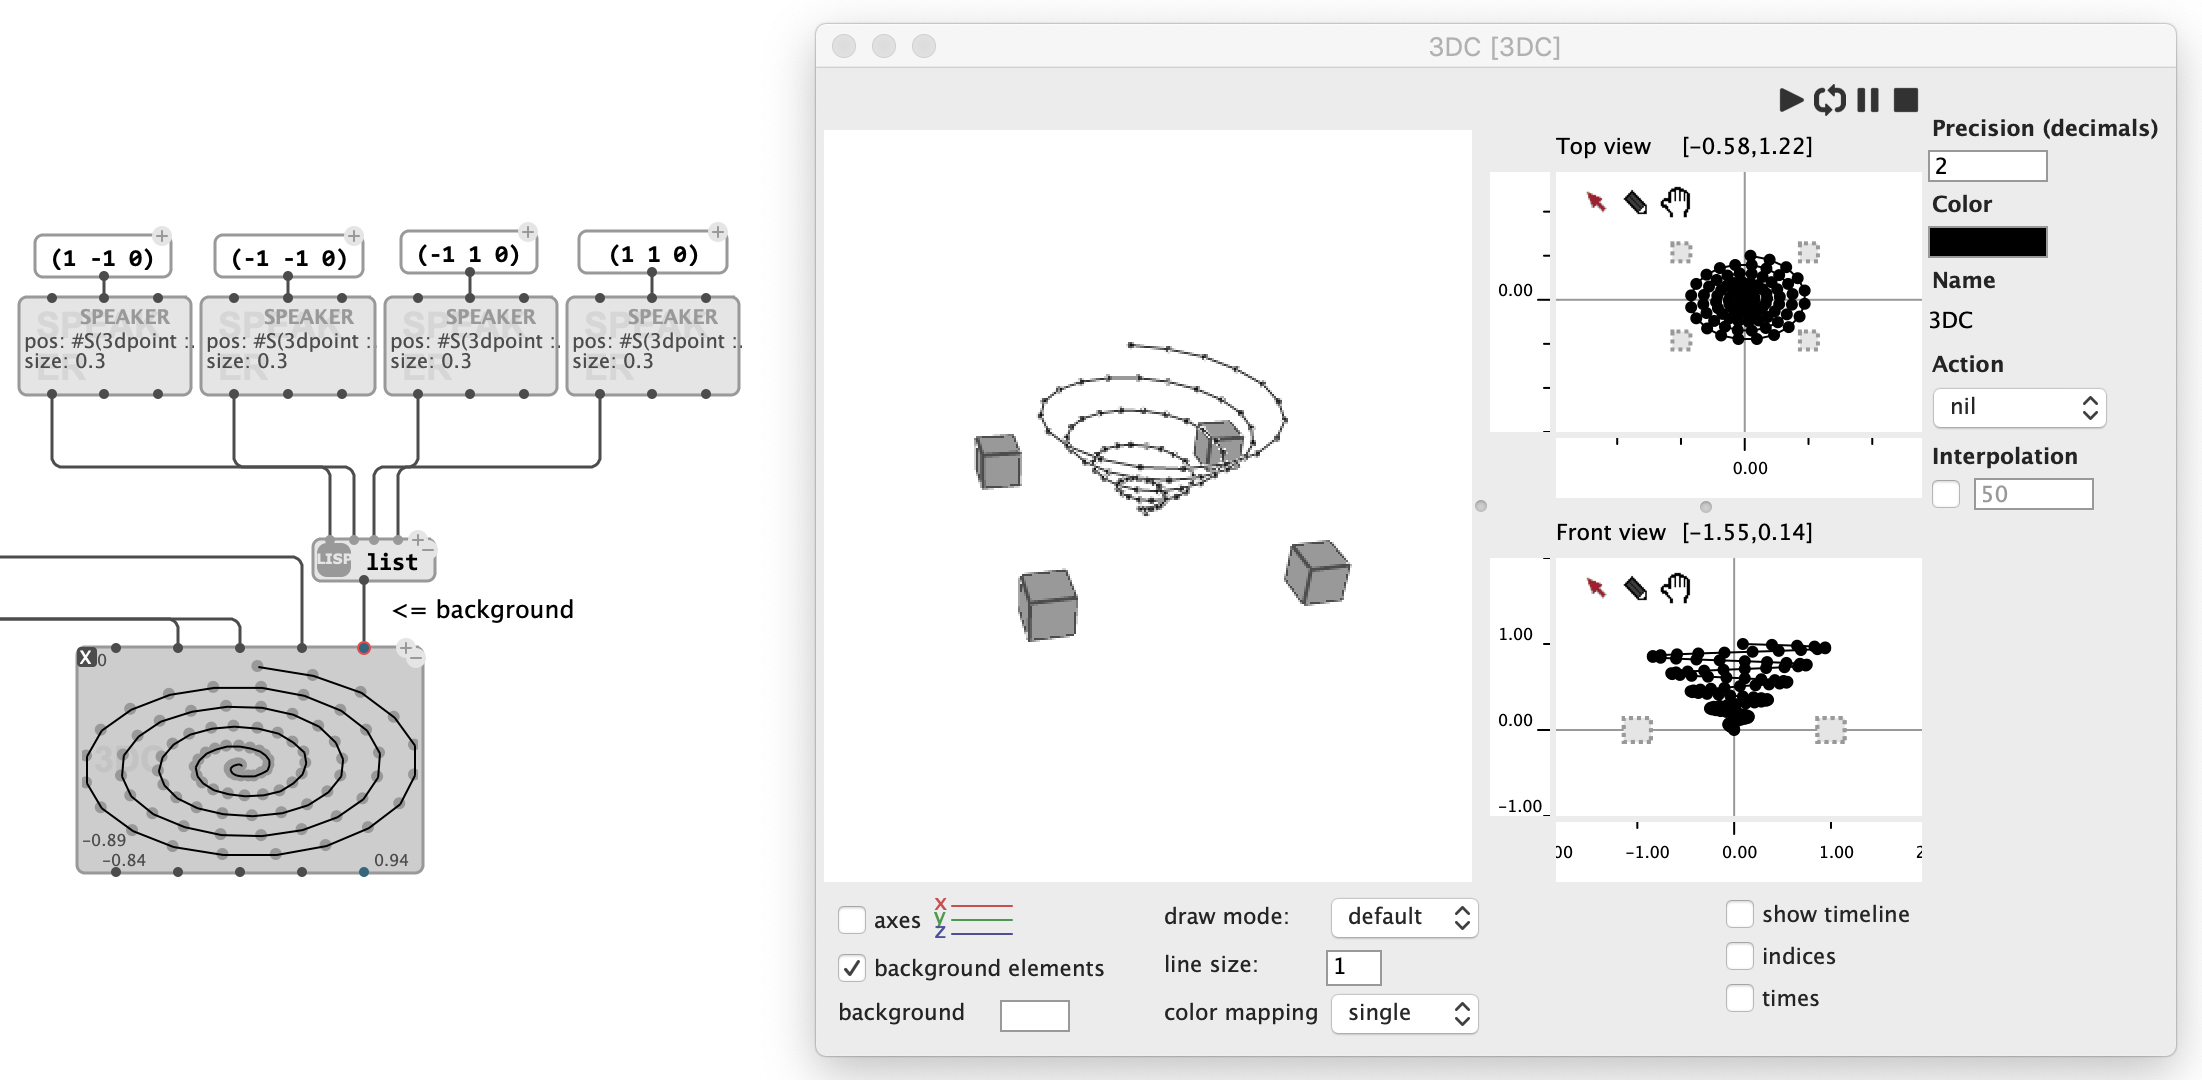 (1 -1 0)
(-1 -1 0)
(-1 1 0)
(1 1 0)
SPEAKER
pos: #S(3dpoint :.
size: 0.3
SPEAKER
pos: #S(3dpoint :.
size: 0.3
SPEAKER
pos: #S(3dpoint :.
size: 0.3
SPEAKER
pos: #S(3dpoint :.
size: 0.3
LISP list
<= background
X 0
3DC
-0.89
-0.84
0.94
3DC [3DC]
Top view [-0.58,1.22]
0.00
0.00
Front view [-1.55,0.14]
1.00
0.00
-1.00
00 -1.00 0.00 1.00 2
Precision (decimals)
2
Color
Name
3DC
Action
nil
Interpolation
50
axes
x
y
z
background elements
background
draw mode: default
line size: 1
color mapping single
show timeline
indices
times